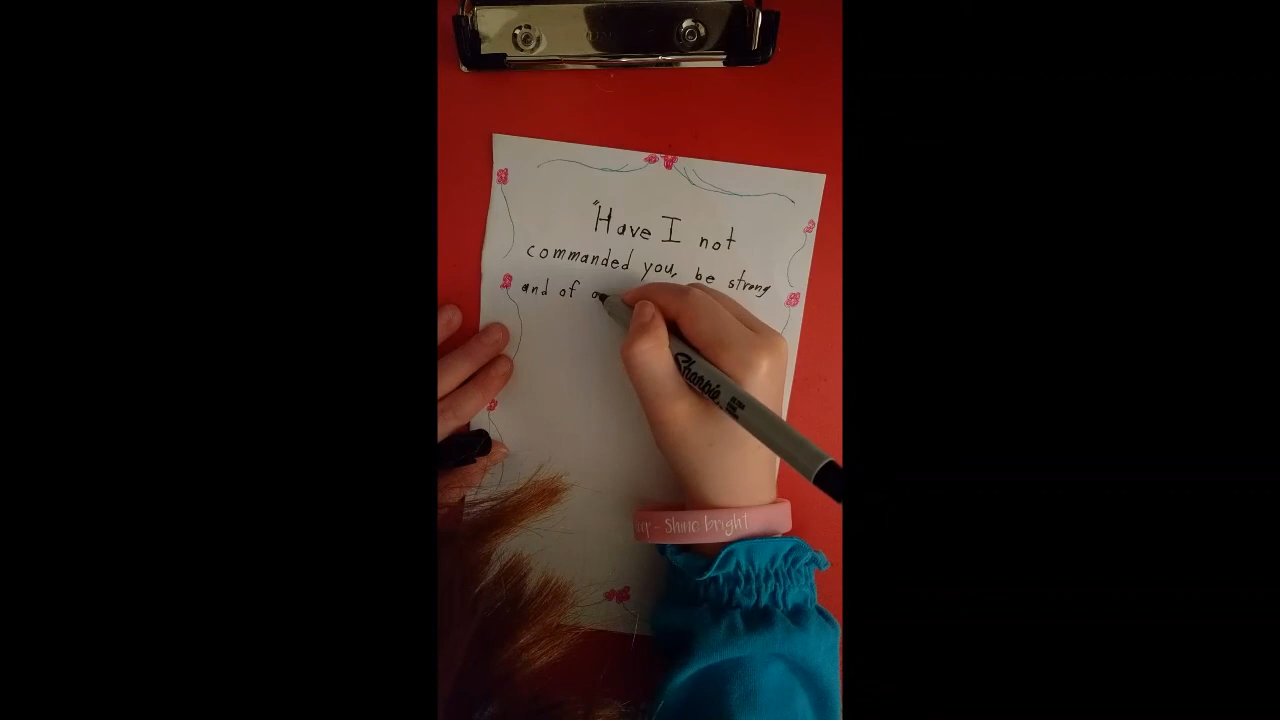 "Have I not
commanded you, be strong
and of a
Sharpie
Shine bright